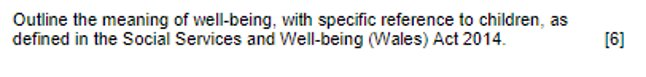 Outline the meaning of well-being, with specific reference to children, as
defined in the Social Services and Well-being (Wales) Act 2014. [6]